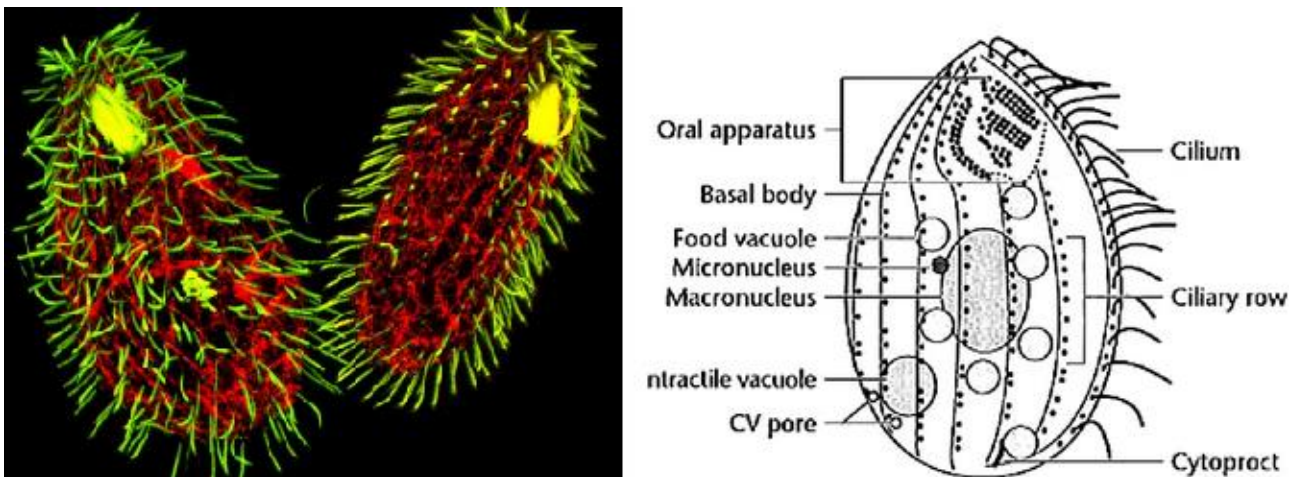 Oral apparatus
Cilium
Basal body
Food vacuole
Micronucleus
Macronucleus
Ciliary row
ntractile vacuole
CV pore
Cytoproct